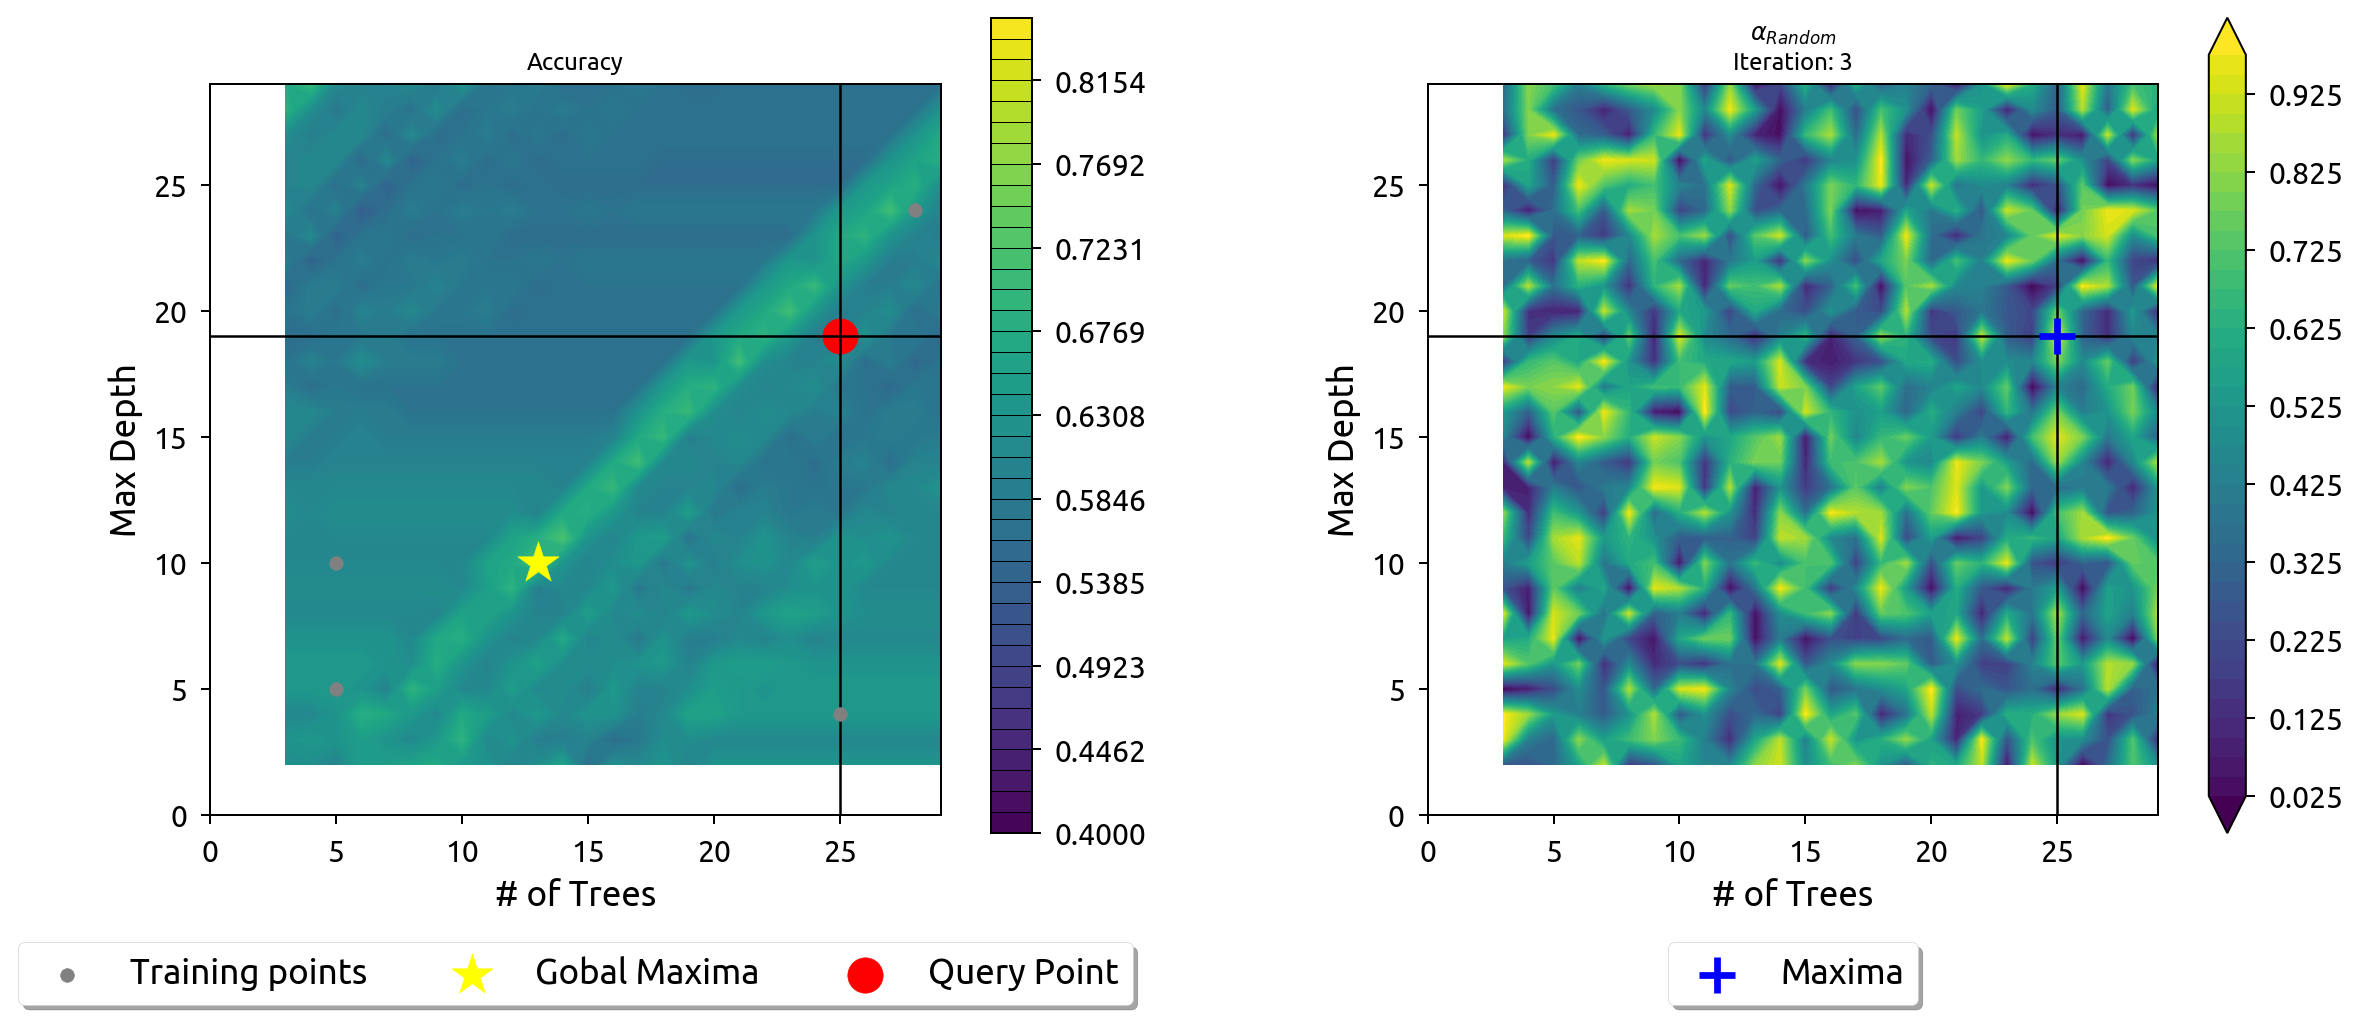 Accuracy
Max Depth
25
20
15
10
5
0
0 5 10 15 20 25
# of Trees
0.8154
0.7692
0.7231
0.6769
0.6308
0.5846
0.5385
0.4923
0.4462
0.4000
Training points Gobal Maxima Query Point
α_Random
Iteration: 3
Max Depth
25
20
15
10
5
0
0 5 10 15 20 25
# of Trees
0.925
0.825
0.725
0.625
0.525
0.425
0.325
0.225
0.125
0.025
Maxima